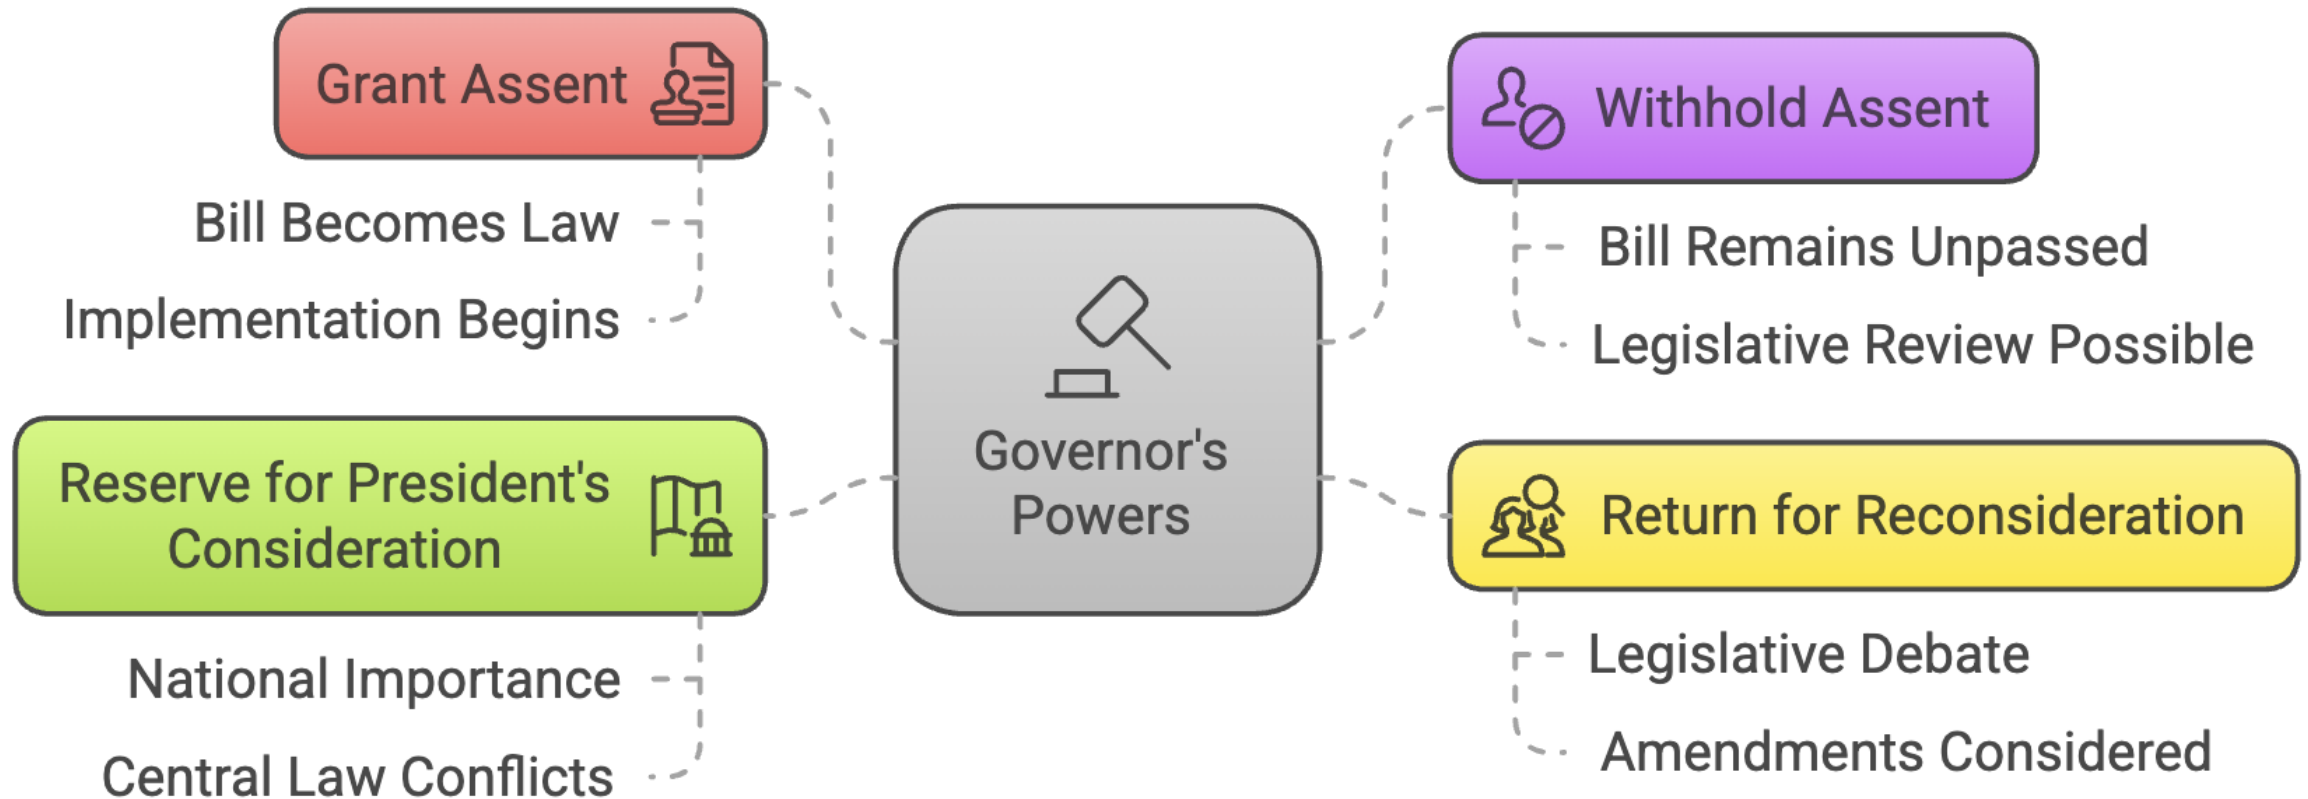 Grant Assent
Bill Becomes Law
Implementation Begins
Reserve for President's
Consideration
National Importance
Central Law Conflicts
Governor's
Powers
Withhold Assent
Bill Remains Unpassed
Legislative Review Possible
Return for Reconsideration
Legislative Debate
Amendments Considered